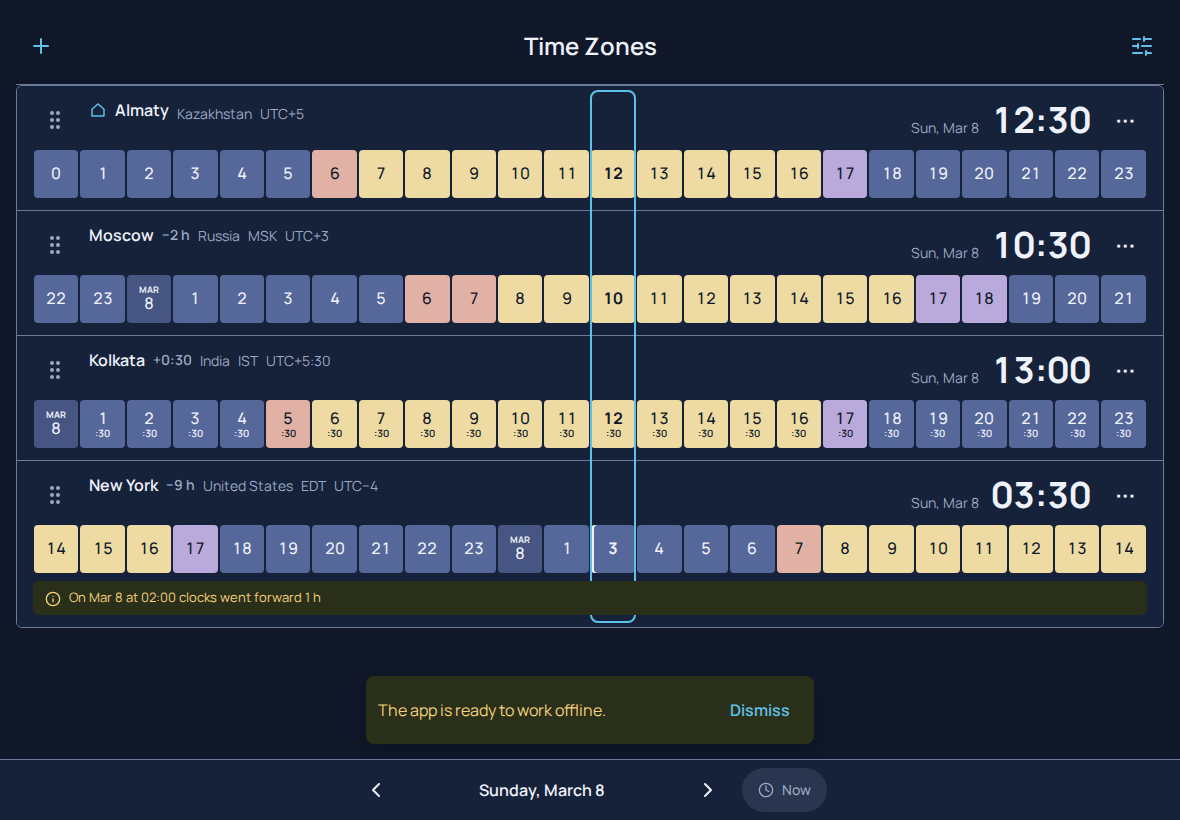 Time Zones
Almaty Kazakhstan UTC+5
Sun, Mar 8 12:30
0 1 2 3 4 5 6 7 8 9 10 11 12 13 14 15 16 17 18 19 20 21 22 23
Moscow −2 h Russia MSK UTC+3
Sun, Mar 8 10:30
22 23 MAR 8 1 2 3 4 5 6 7 8 9 10 11 12 13 14 15 16 17 18 19 20 21
Kolkata +0:30 India IST UTC+5:30
Sun, Mar 8 13:00
MAR 8 1:30 2:30 3:30 4:30 5:30 6:30 7:30 8:30 9:30 10:30 11:30 12:30 13:30 14:30 15:30 16:30 17:30 18:30 19:30 20:30 21:30 22:30 23:30
New York −9 h United States EDT UTC−4
Sun, Mar 8 03:30
14 15 16 17 18 19 20 21 22 23 MAR 8 1 3 4 5 6 7 8 9 10 11 12 13 14
On Mar 8 at 02:00 clocks went forward 1 h
The app is ready to work offline. Dismiss
Sunday, March 8 Now